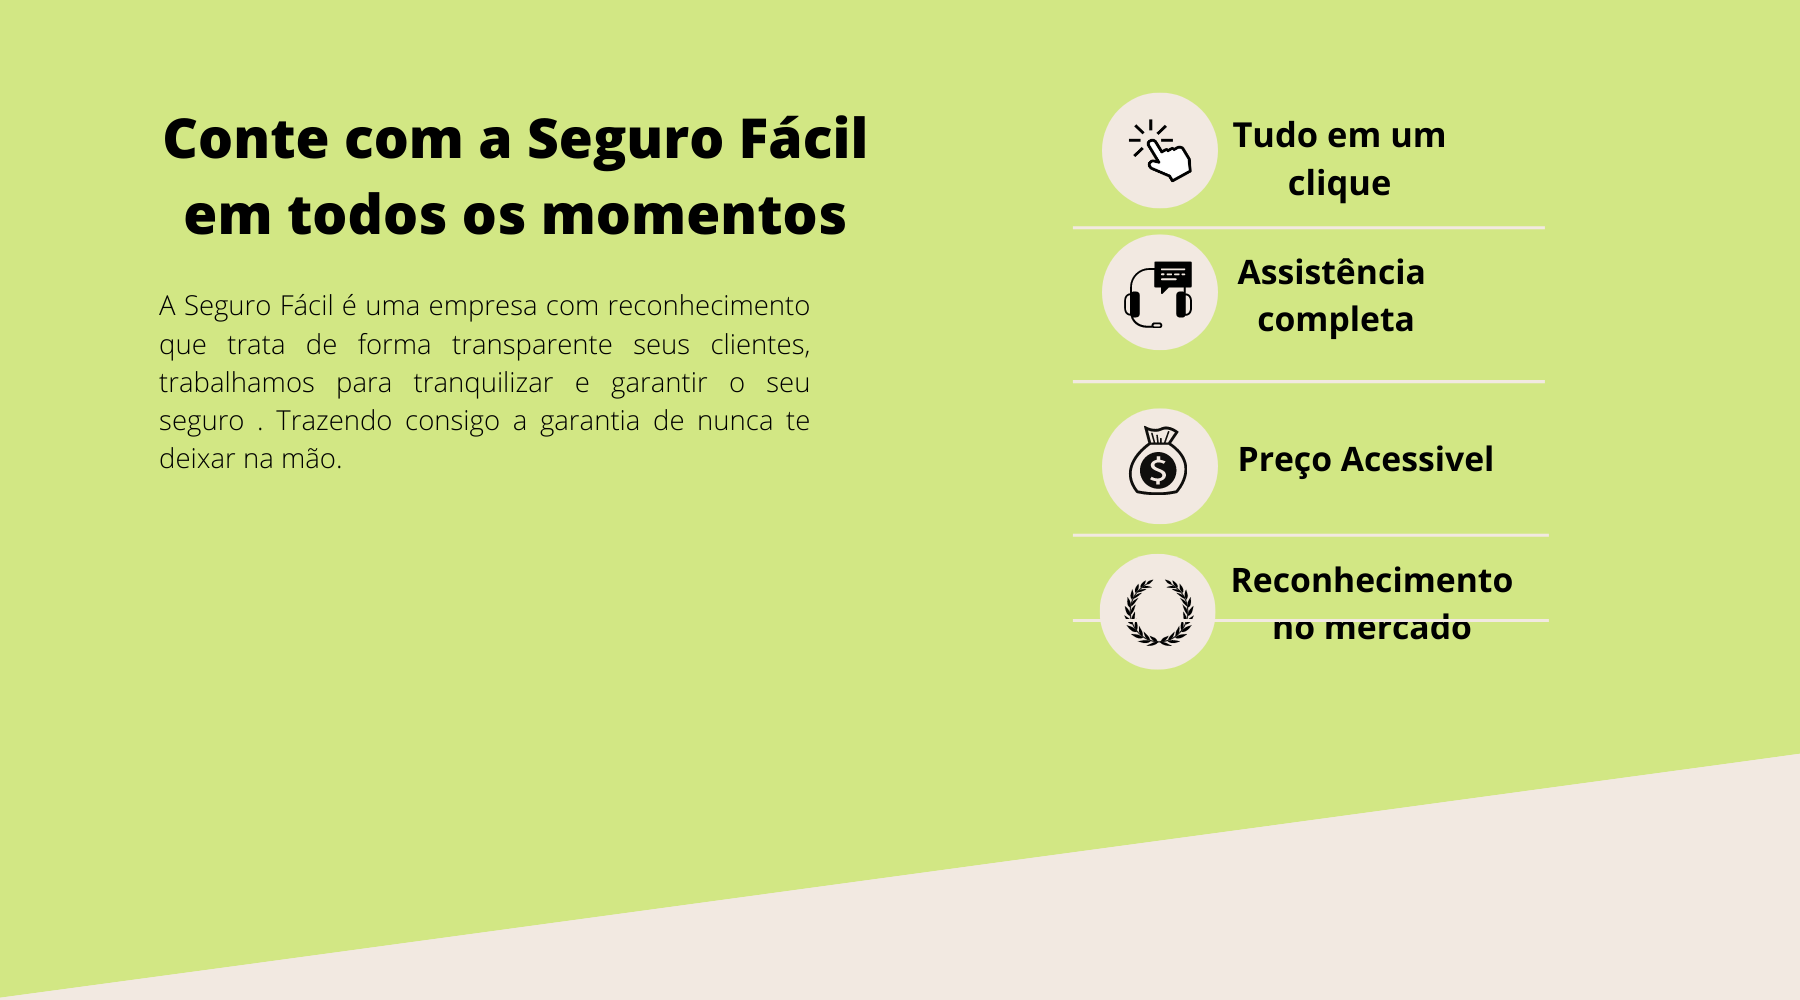 Conte com a Seguro Fácil
em todos os momentos
A Seguro Fácil é uma empresa com reconhecimento
que trata de forma transparente seus clientes,
trabalhamos para tranquilizar e garantir o seu
seguro . Trazendo consigo a garantia de nunca te
deixar na mão.
Tudo em um
clique
Assistência
completa
$
Preço Acessivel
Reconhecimento
no mercado